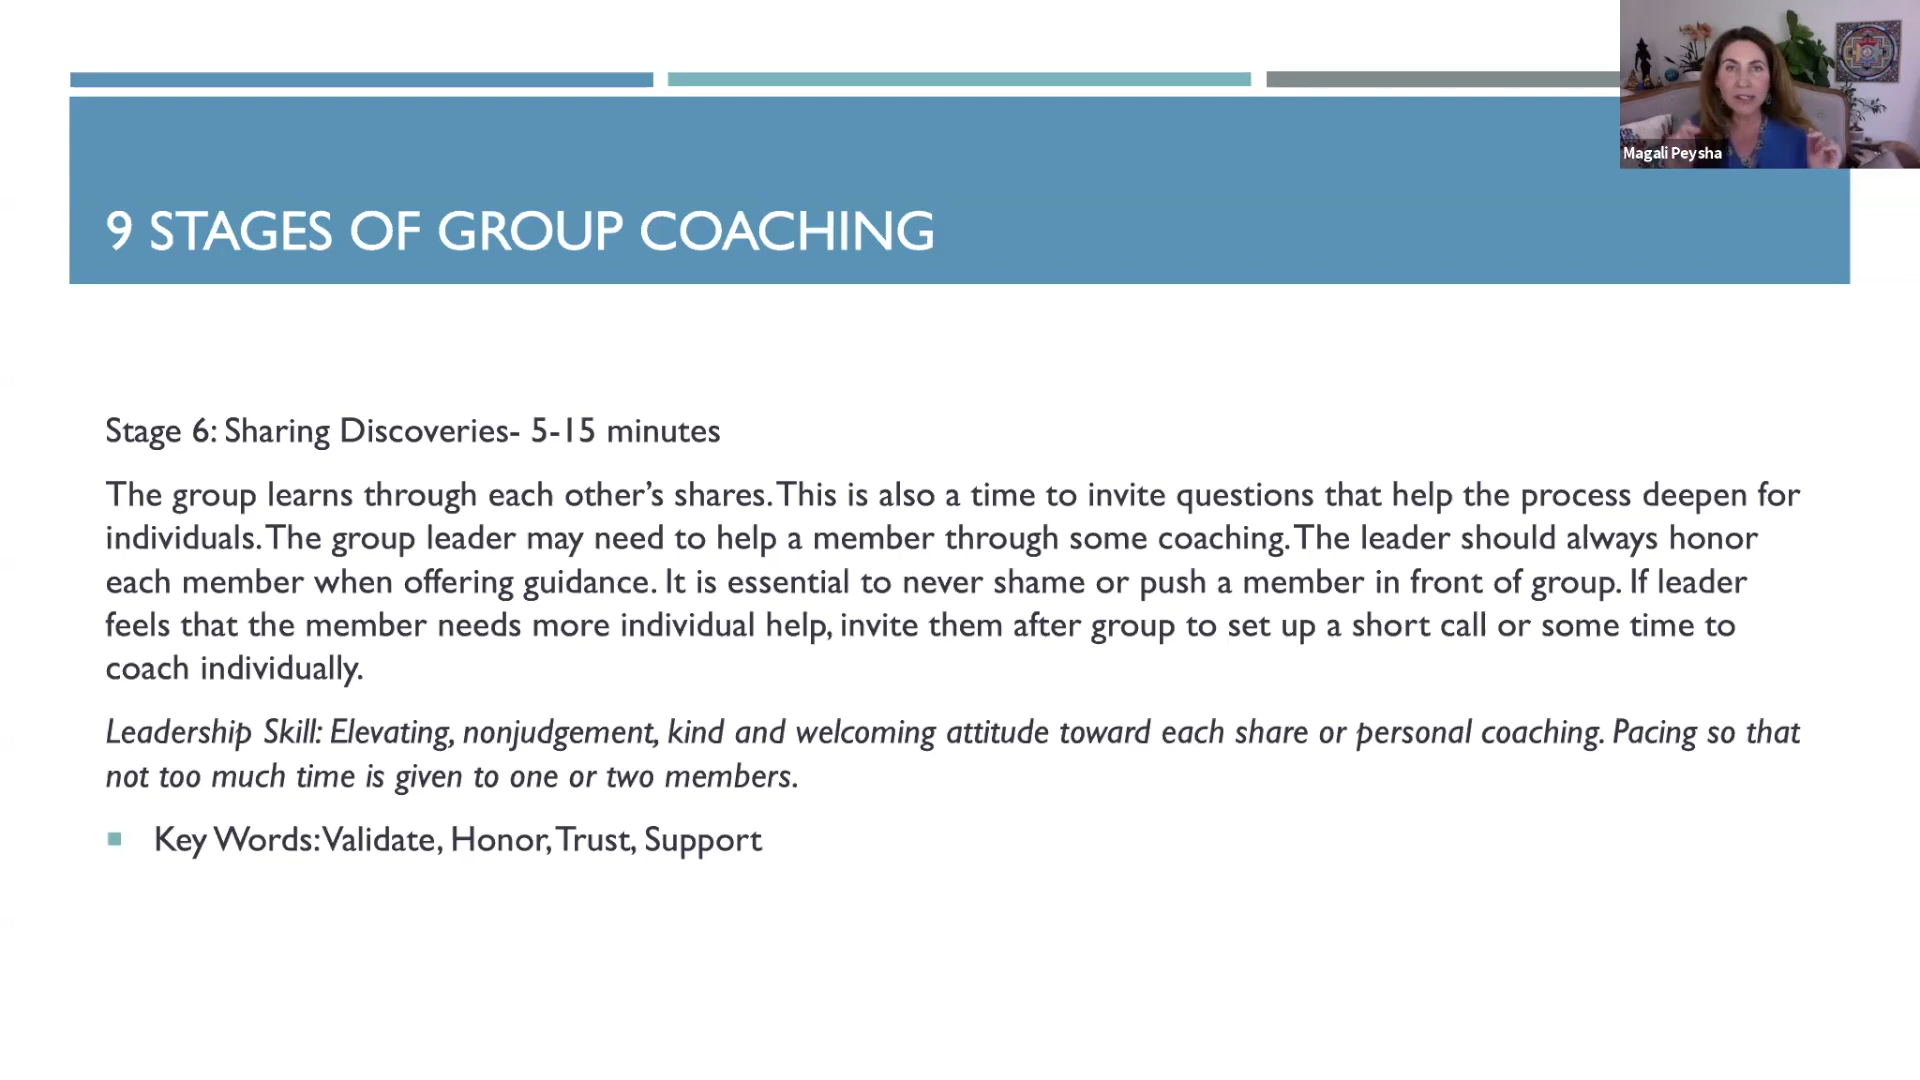 Magali Peysha
9 STAGES OF GROUP COACHING
Stage 6: Sharing Discoveries- 5-15 minutes
The group learns through each other’s shares. This is also a time to invite questions that help the process deepen for
individuals. The group leader may need to help a member through some coaching. The leader should always honor
each member when offering guidance. It is essential to never shame or push a member in front of group. If leader
feels that the member needs more individual help, invite them after group to set up a short call or some time to
coach individually.
Leadership Skill: Elevating, nonjudgement, kind and welcoming attitude toward each share or personal coaching. Pacing so that
not too much time is given to one or two members.
Key Words: Validate, Honor, Trust, Support